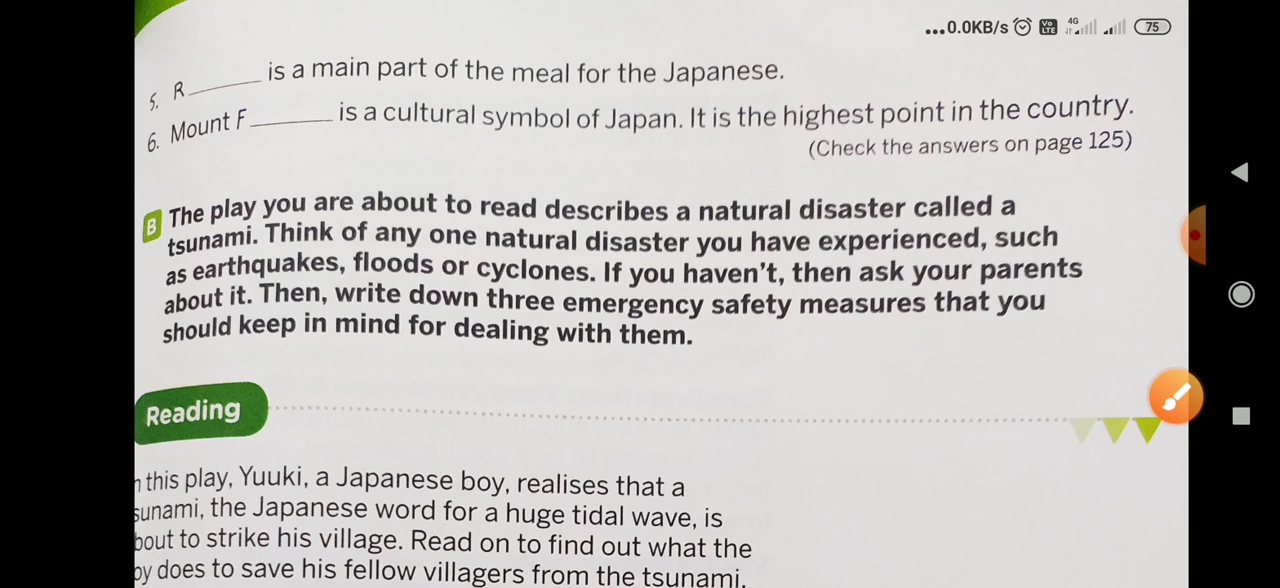 ...0.0KB/s Vo LTE 4G 75
5. R______ is a main part of the meal for the Japanese.
6. Mount F______ is a cultural symbol of Japan. It is the highest point in the country.
(Check the answers on page 125)
B The play you are about to read describes a natural disaster called a
tsunami. Think of any one natural disaster you have experienced, such
as earthquakes, floods or cyclones. If you haven't, then ask your parents
about it. Then, write down three emergency safety measures that you
should keep in mind for dealing with them.
Reading
this play, Yuuki, a Japanese boy, realises that a
sunami, the Japanese word for a huge tidal wave, is
bout to strike his village. Read on to find out what the
oy does to save his fellow villagers from the tsunami.